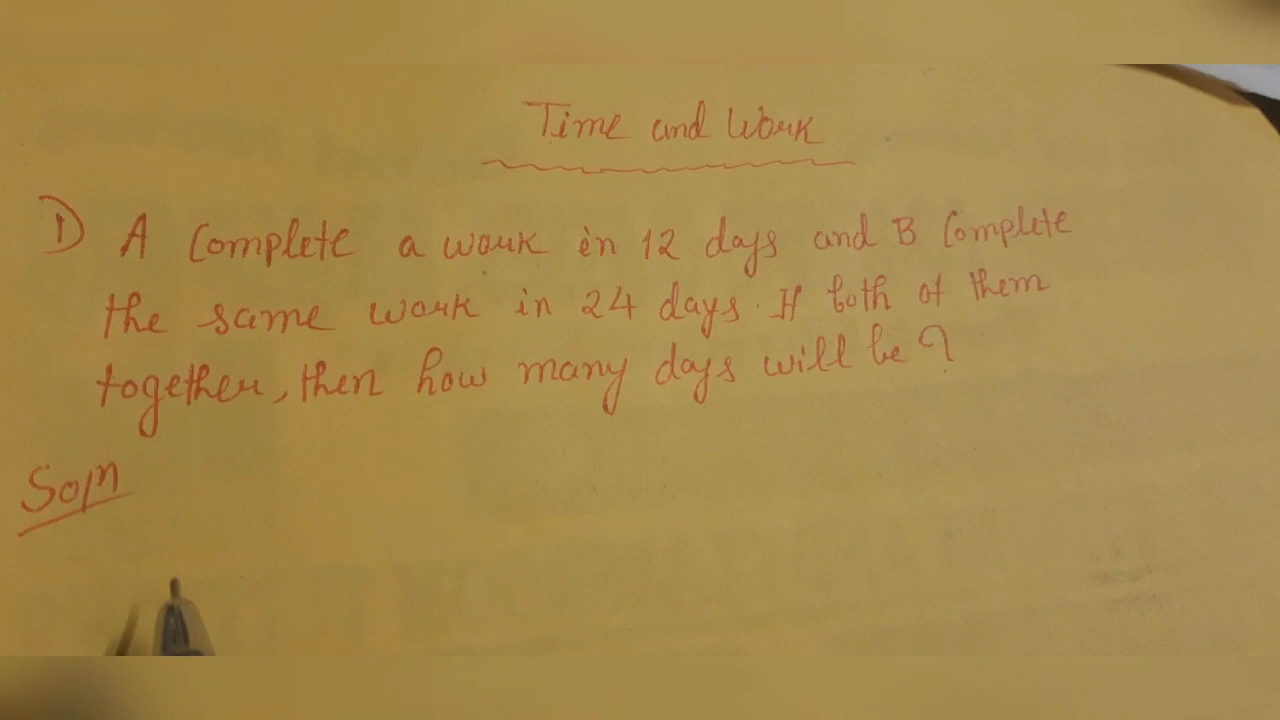 Time and Work
1) A Complete a work in 12 days and B Complete
the same work in 24 days. If both of them
together, then how many days will be?
Soln